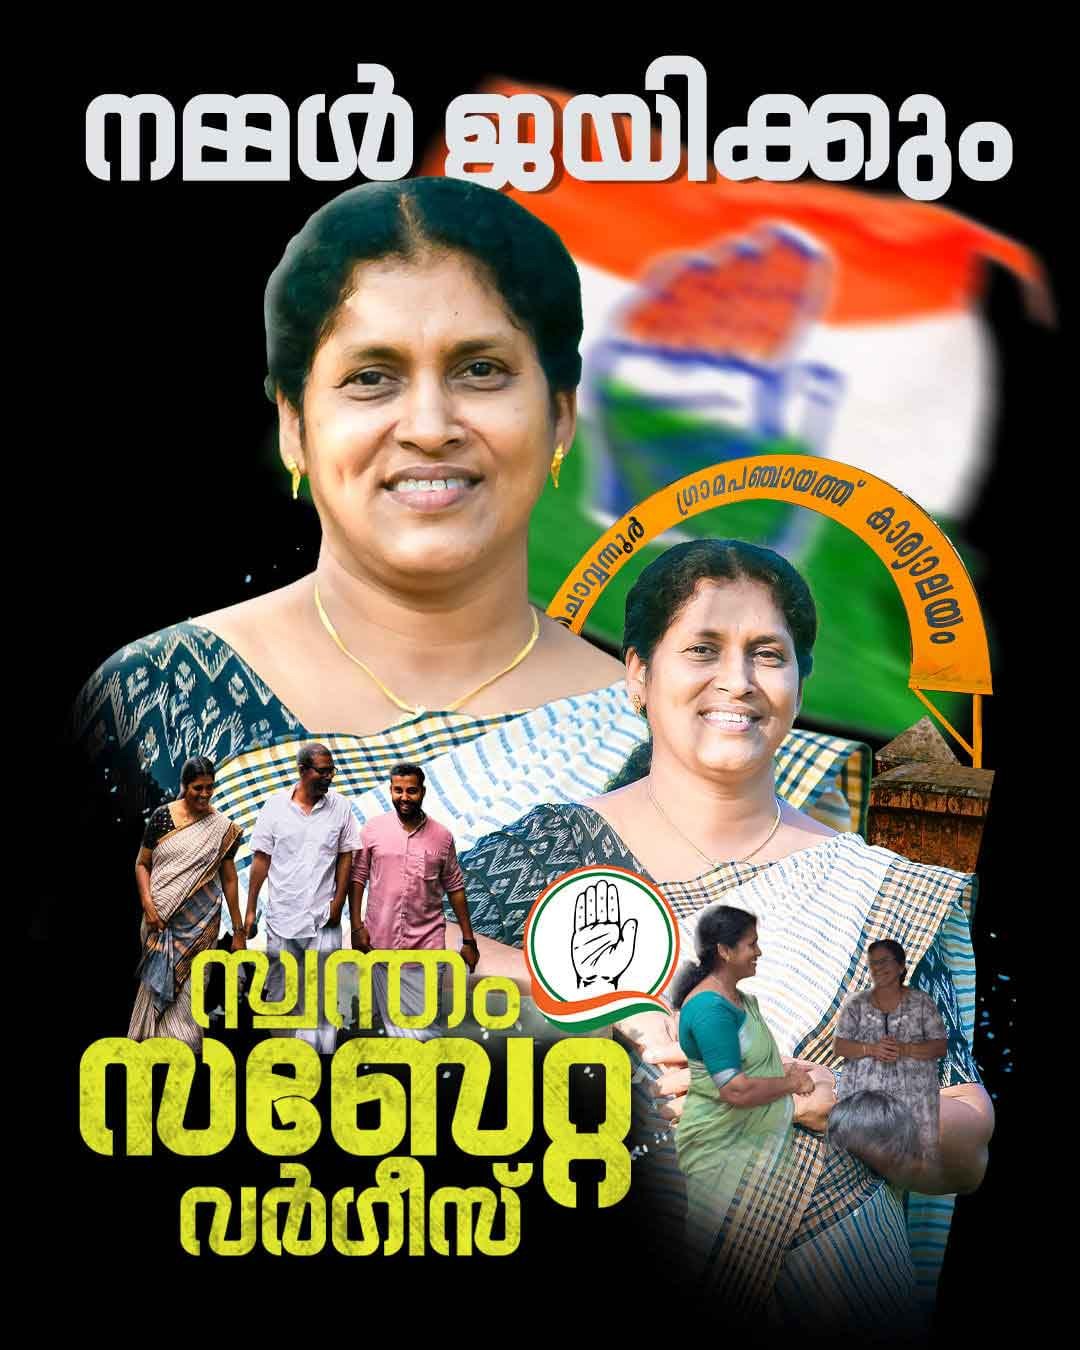 നമ്മൾ ജയിക്കും
ചൊവ്വന്നൂർ ഗ്രാമപഞ്ചായത്ത് കാര്യാലയം
സ്വന്തം
സബേറ്റ
വർഗീസ്